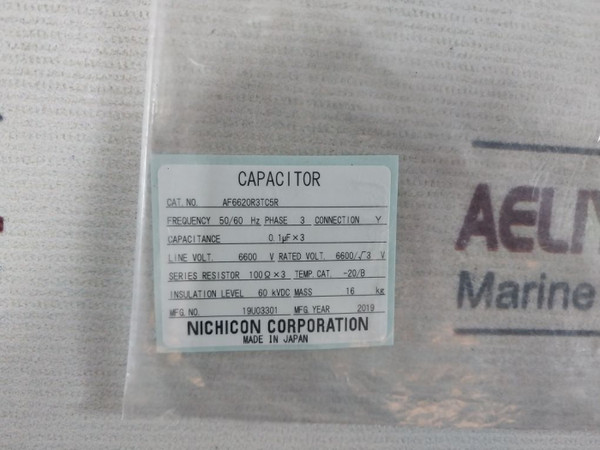 CAPACITOR
CAT. NO. AF6620R3TC5R
FREQUENCY 50/60 Hz PHASE 3 CONNECTION Y
CAPACITANCE 0.1μF×3
LINE VOLT. 6600 V RATED VOLT. 6600/√3 V
SERIES RESISTOR 100Ω×3 TEMP. CAT. -20/B
INSULATION LEVEL 60 kVDC MASS 16 kg
MFG. NO. 19U03301 MFG. YEAR 2019
NICHICON CORPORATION
MADE IN JAPAN
Marine